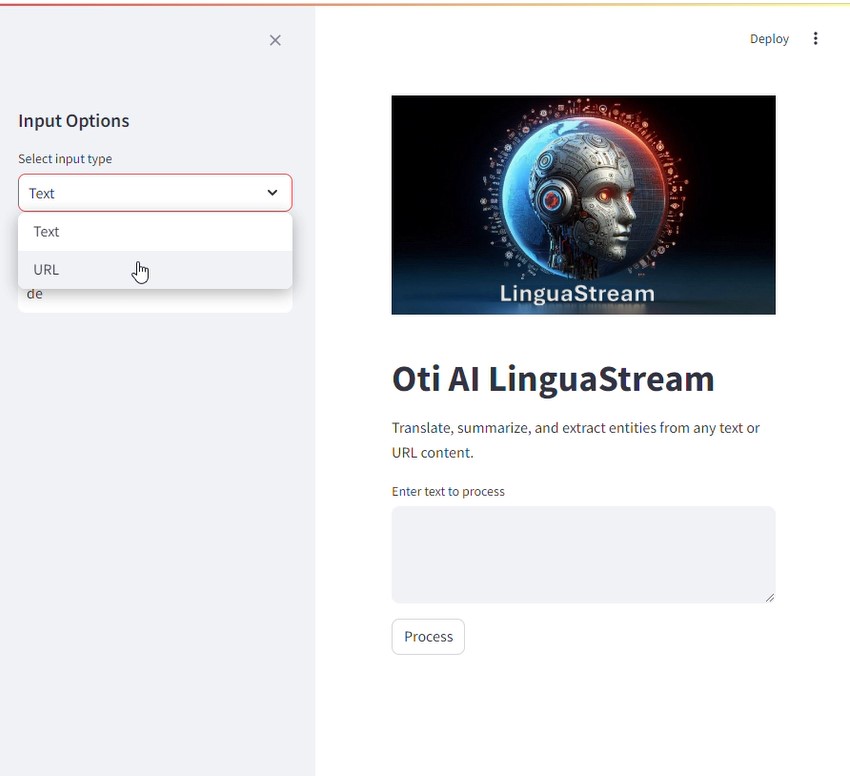 Deploy
Input Options
Select input type
Text
Text
URL
de
LinguaStream
Oti AI LinguaStream
Translate, summarize, and extract entities from any text or
URL content.
Enter text to process
Process